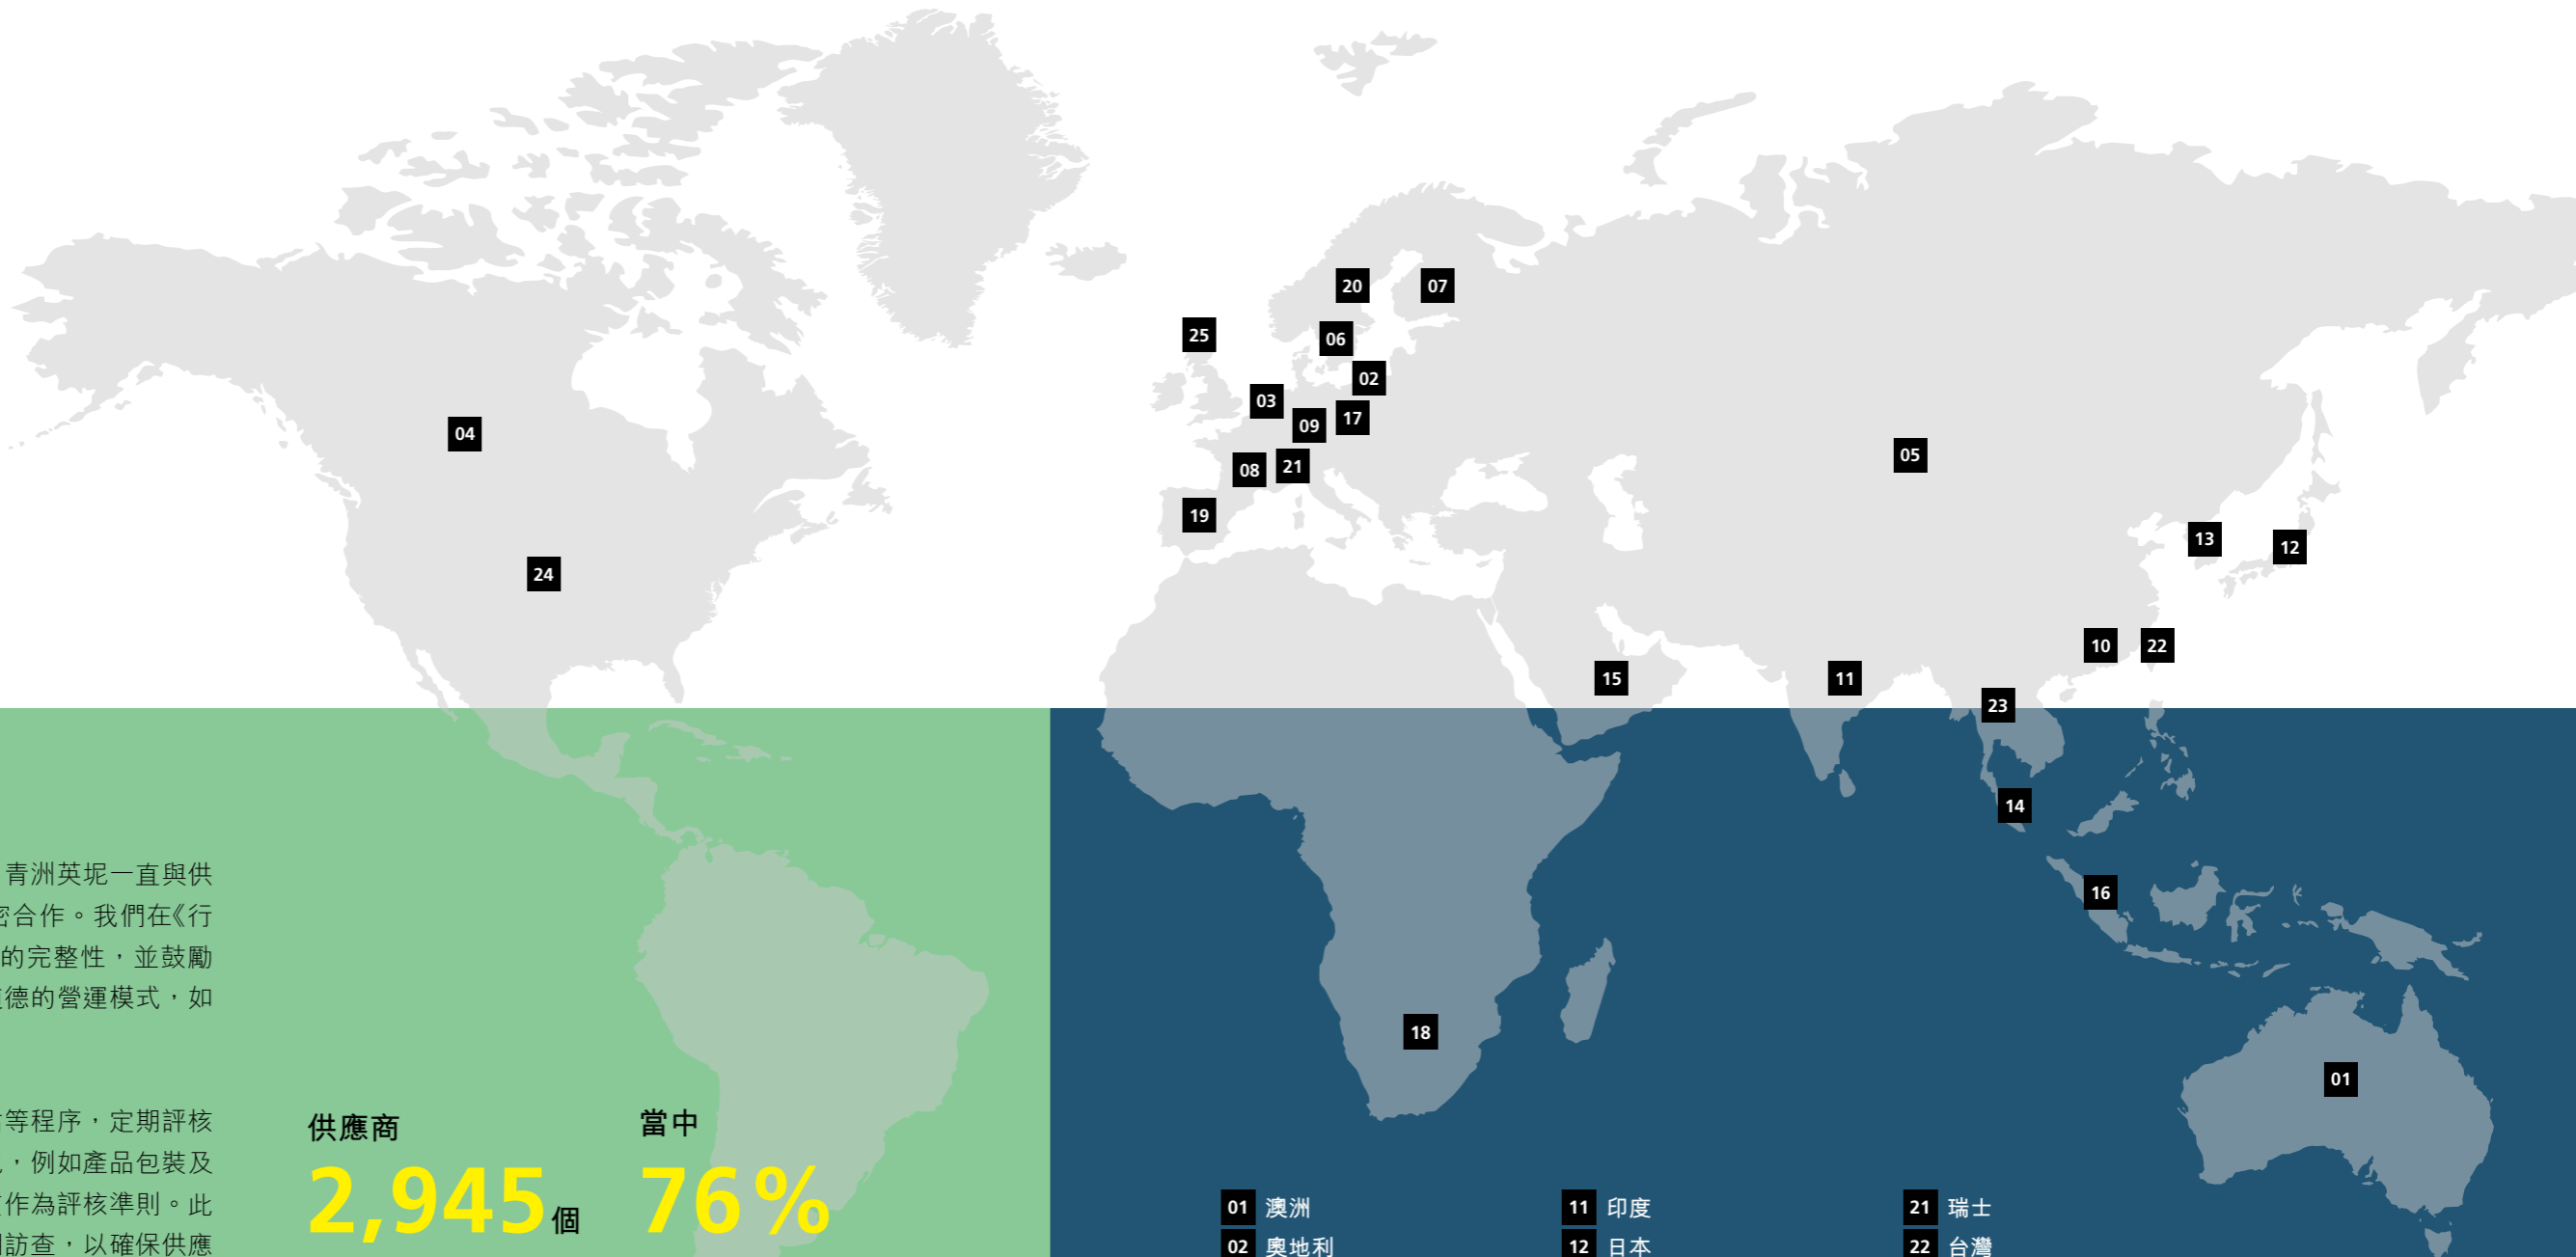 20
07
25
06
02
03
04
17
09
05
21
08
19
13
12
24
10
22
15
11
23
14
青洲英坭一直與供
密合作。我們在《行
16
的完整性，並鼓勵
德的營運模式，如
18
01
等程序，定期評核
供應商
當中
，例如產品包裝及
2,945個
76%
作為評核準則。此
訪查，以確保供應
01 澳洲
02 奧地利
11 印度
12 日本
21 瑞士
22 台灣